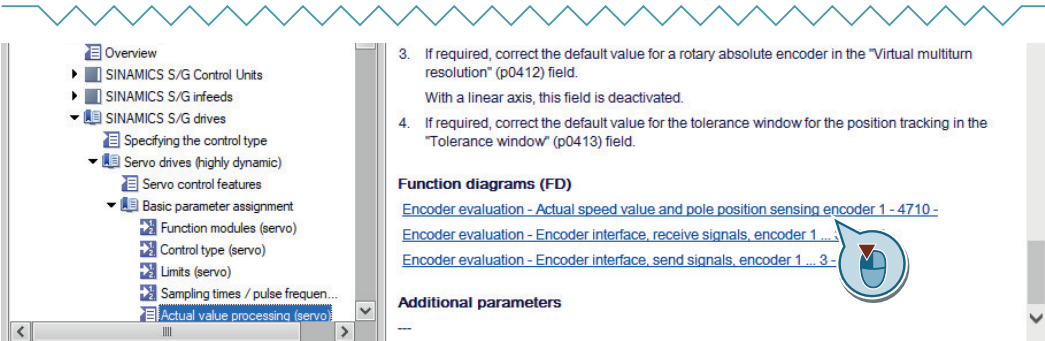 Overview
SINAMICS S/G Control Units
SINAMICS S/G infeeds
SINAMICS S/G drives
Specifying the control type
Servo drives (highly dynamic)
Servo control features
Basic parameter assignment
Function modules (servo)
Control type (servo)
Limits (servo)
Sampling times / pulse frequen...
Actual value processing (servo)
3. If required, correct the default value for a rotary absolute encoder in the "Virtual multiturn
resolution" (p0412) field.
With a linear axis, this field is deactivated.
4. If required, correct the default value for the tolerance window for the position tracking in the
"Tolerance window" (p0413) field.
Function diagrams (FD)
Encoder evaluation - Actual speed value and pole position sensing encoder 1 - 4710 -
Encoder evaluation - Encoder interface, receive signals, encoder 1 ...
Encoder evaluation - Encoder interface, send signals, encoder 1 ... 3 -
Additional parameters
---